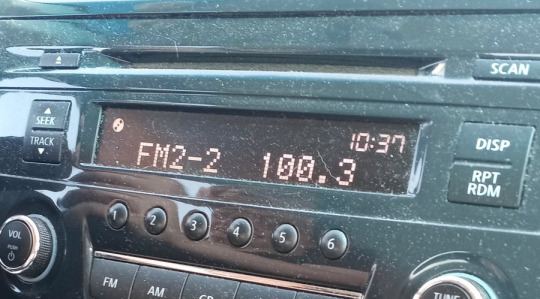 SCAN
SEEK
TRACK
10:37
FM2-2 100.3
DISP
RPT
RDM
1 2 3 4 5 6
VOL
PUSH
FM AM CD
TUNE